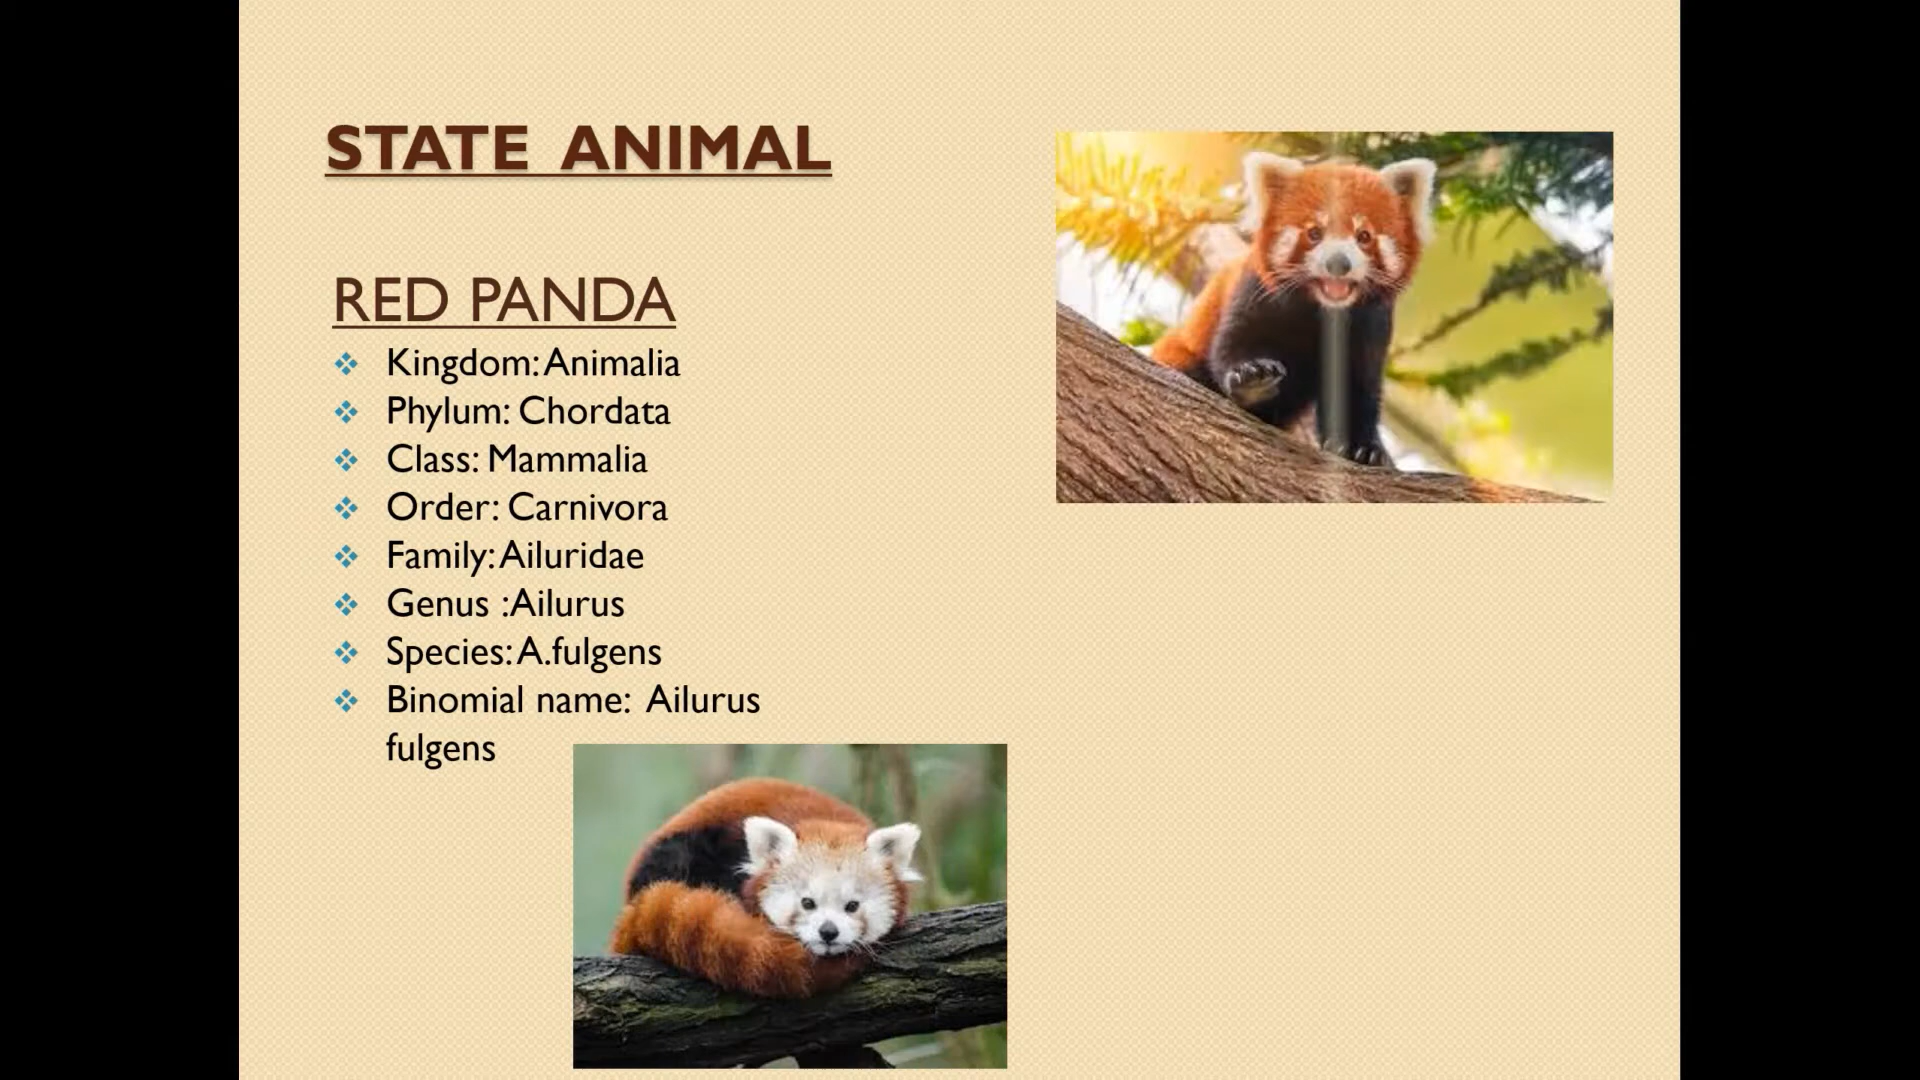 STATE ANIMAL
RED PANDA
Kingdom: Animalia
Phylum: Chordata
Class: Mammalia
Order: Carnivora
Family: Ailuridae
Genus :Ailurus
Species: A.fulgens
Binomial name: Ailurus
fulgens